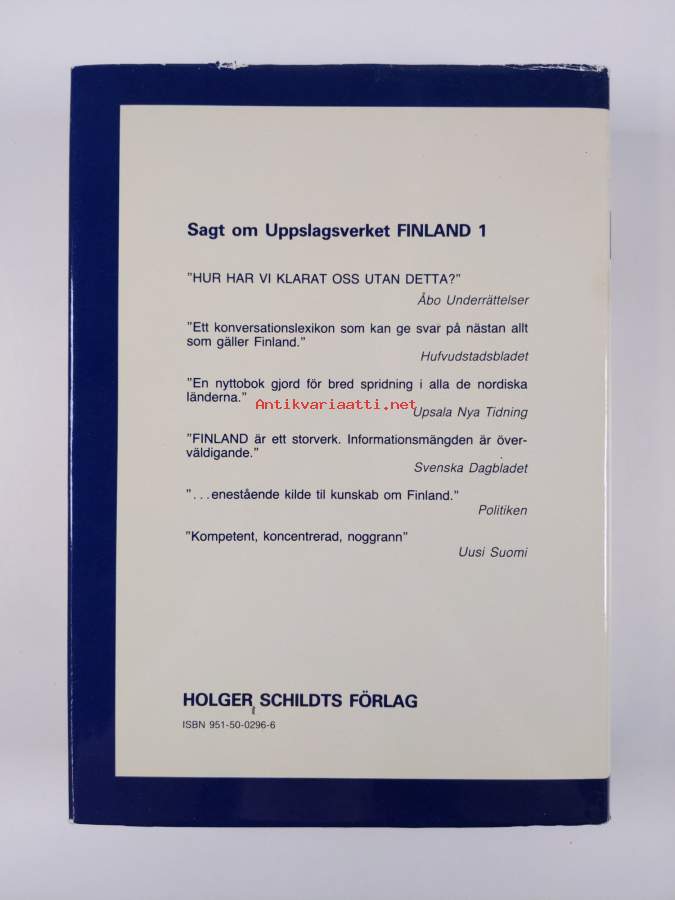 Sagt om Uppslagsverket FINLAND 1
”HUR HAR VI KLARAT OSS UTAN DETTA?”
Åbo Underrättelser
”Ett konversationslexikon som kan ge svar på nästan allt
som gäller Finland.”
Hufvudstadsbladet
”En nyttobok gjord för bred spridning i alla de nordiska
länderna.”
Antikvariaatti.net
Upsala Nya Tidning
”FINLAND är ett storverk. Informationsmängden är över-
väldigande.”
Svenska Dagbladet
”...enestående kilde til kunskab om Finland.”
Politiken
”Kompetent, koncentrerad, noggrann”
Uusi Suomi
HOLGER SCHILDTS FÖRLAG
ISBN 951-50-0296-6